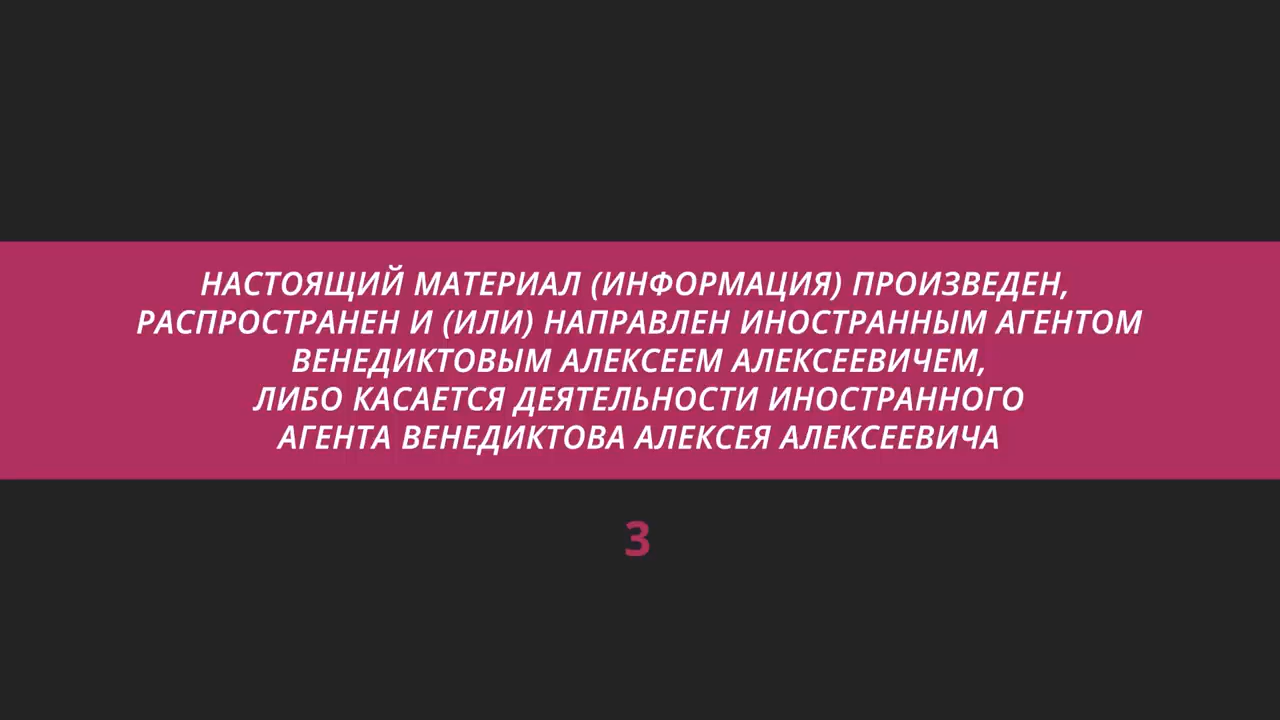 НАСТОЯЩИЙ МАТЕРИАЛ (ИНФОРМАЦИЯ) ПРОИЗВЕДЕН,
РАСПРОСТРАНЕН И (ИЛИ) НАПРАВЛЕН ИНОСТРАННЫМ АГЕНТОМ
ВЕНЕДИКТОВЫМ АЛЕКСЕЕМ АЛЕКСЕЕВИЧЕМ,
ЛИБО КАСАЕТСЯ ДЕЯТЕЛЬНОСТИ ИНОСТРАННОГО
АГЕНТА ВЕНЕДИКТОВА АЛЕКСЕЯ АЛЕКСЕЕВИЧА
3